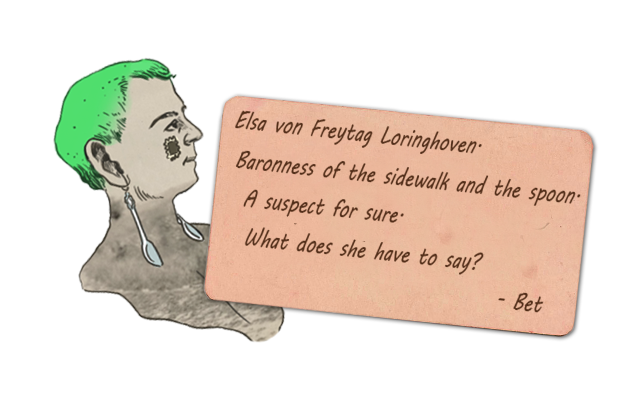 Elsa von Freytag Loringhoven.
Baronness of the sidewalk and the spoon.
A suspect for sure.
What does she have to say?
- Bet